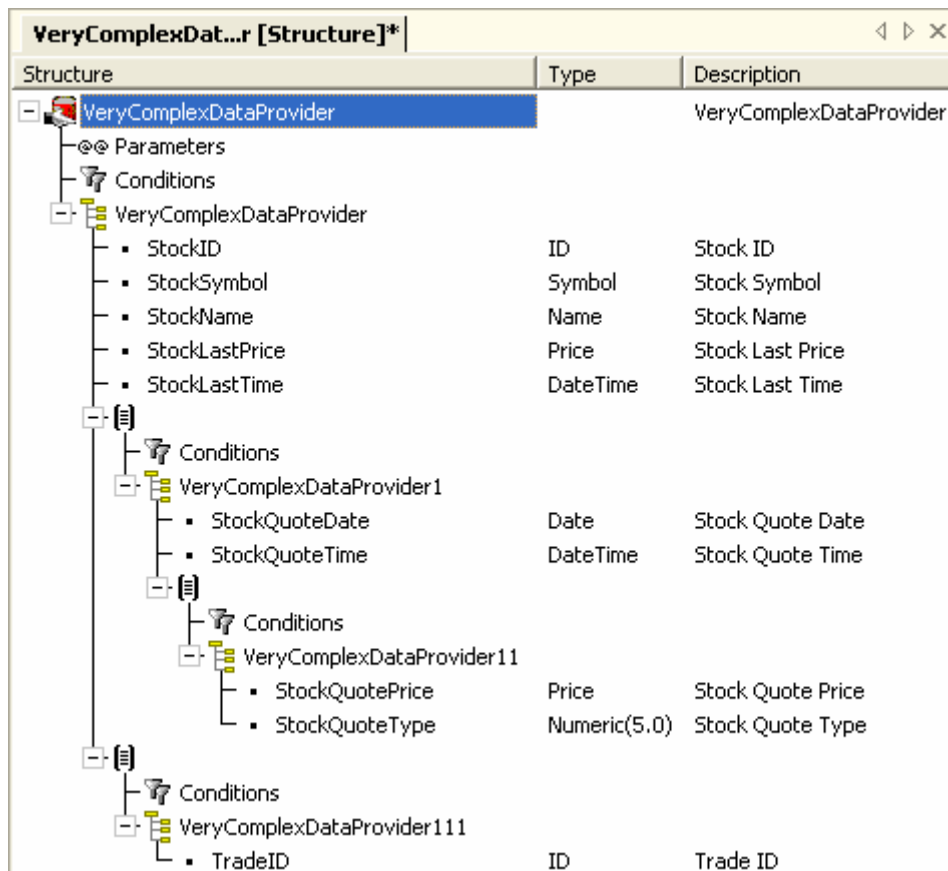 VeryComplexDat...r [Structure]*
Structure Type Description
VeryComplexDataProvider VeryComplexDataProvider
@@ Parameters
Conditions
VeryComplexDataProvider
StockID ID Stock ID
StockSymbol Symbol Stock Symbol
StockName Name Stock Name
StockLastPrice Price Stock Last Price
StockLastTime DateTime Stock Last Time
Conditions
VeryComplexDataProvider1
StockQuoteDate Date Stock Quote Date
StockQuoteTime DateTime Stock Quote Time
Conditions
VeryComplexDataProvider11
StockQuotePrice Price Stock Quote Price
StockQuoteType Numeric(5.0) Stock Quote Type
Conditions
VeryComplexDataProvider111
TradeID ID Trade ID